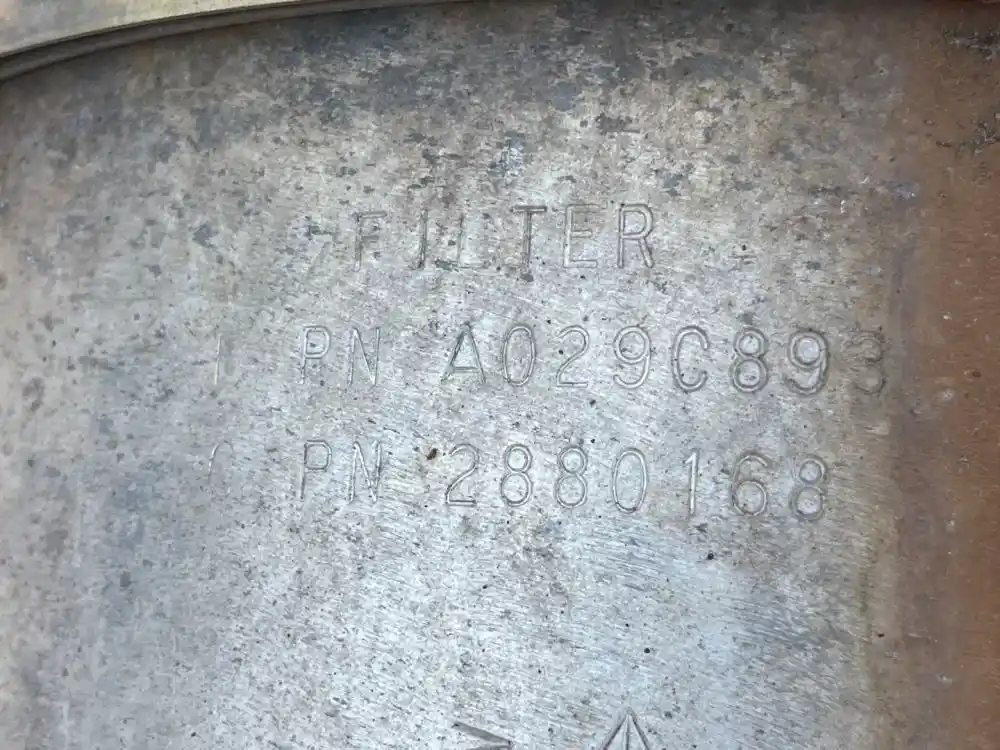 FILTER
I PN A029C893
C PN 2880168